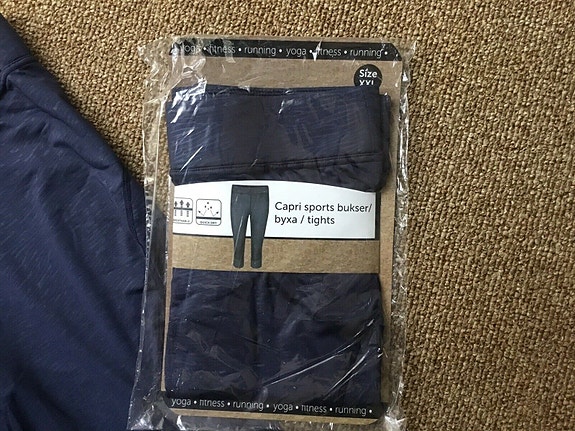 yoga • fitness • running • yoga • fitness • running •
Size
XXL
Capri sports bukser/
byxa / tights
yoga • fitness • running • yoga • fitness • running •